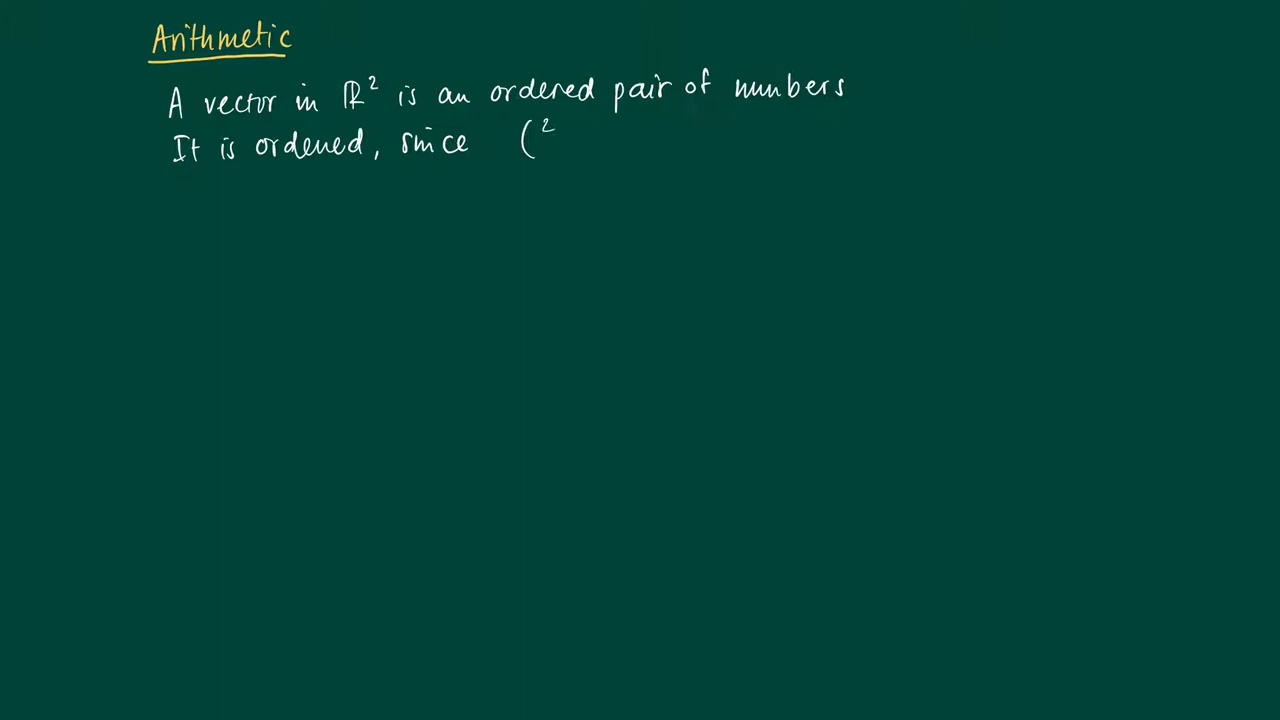 Arithmetic
A vector in ℝ² is an ordered pair of numbers
It is ordered, since (2